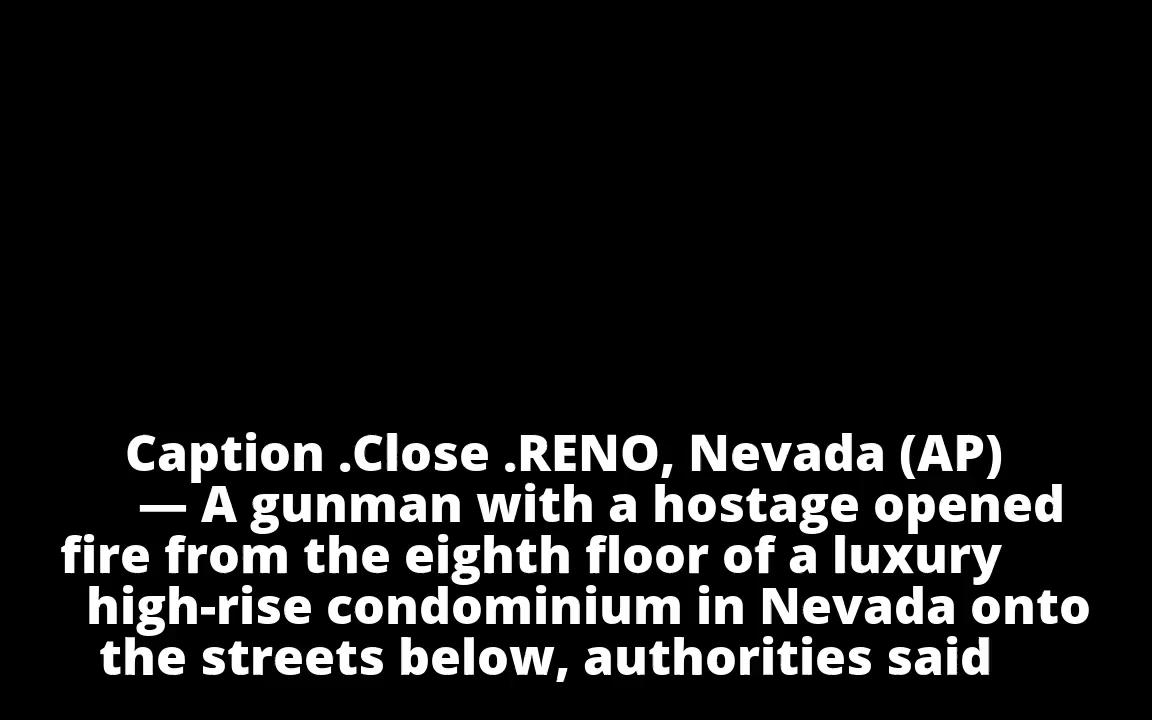 Caption .Close .RENO, Nevada (AP)
— A gunman with a hostage opened
fire from the eighth floor of a luxury
high-rise condominium in Nevada onto
the streets below, authorities said